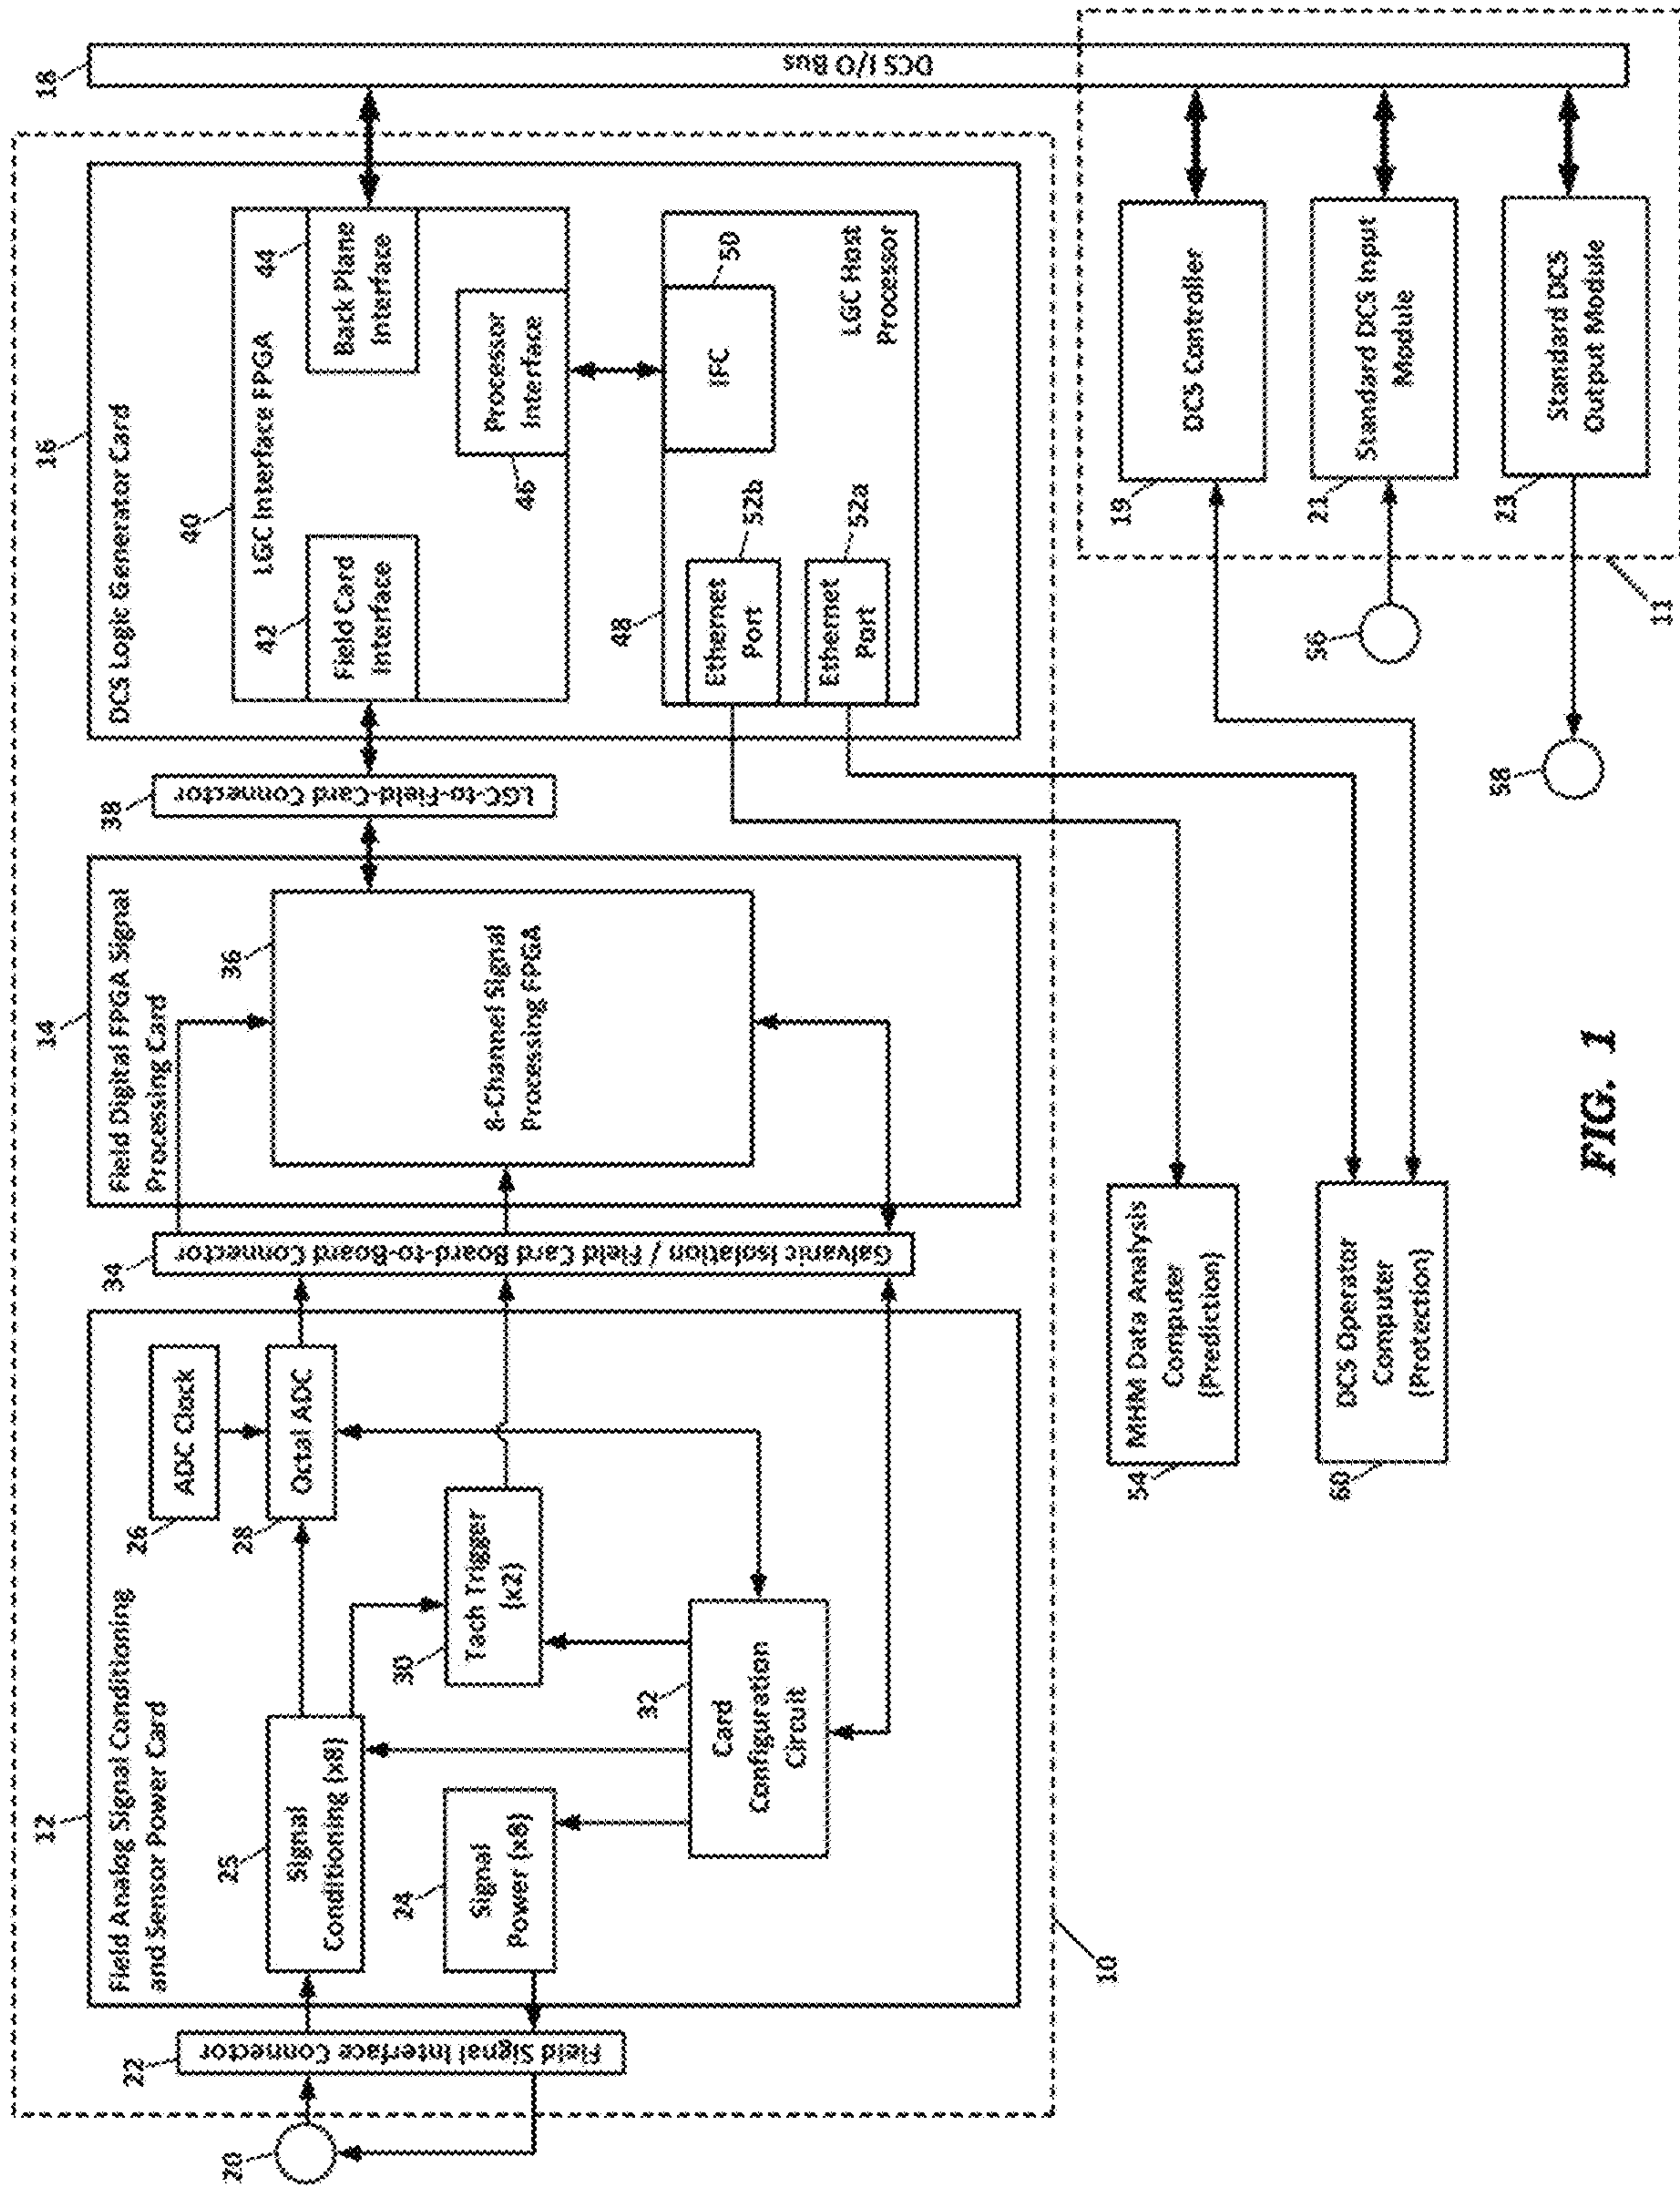 10
12
Field Analog Signal Conditioning
and Sensor Power Card
20
22
Field Signal Interface Connector
25
Signal
Conditioning (x8)
24
Signal
Power (x8)
26
ADC Clock
28
Octal ADC
30
Tach Trigger
(x2)
32
Card
Configuration
Circuit
34
Galvanic Isolation / Field Card Board-to-Board Connector
14
Field Digital FPGA Signal
Processing Card
36
8-Channel Signal
Processing FPGA
38
LGC-to-Field-Card Connector
16
DCS Logic Generator Card
40
LGC Interface FPGA
42
Field Card
Interface
44
Back Plane
Interface
46
Processor
Interface
48
LGC Host
Processor
50
IFC
52b
Ethernet
Port
52a
Ethernet
Port
18
DCS I/O Bus
54
MHM Data Analysis
Computer
(Prediction)
60
DCS Operator
Computer
(Protection)
19
DCS Controller
21
Standard DCS Input
Module
23
Standard DCS
Output Module
56
58
11
FIG. 1